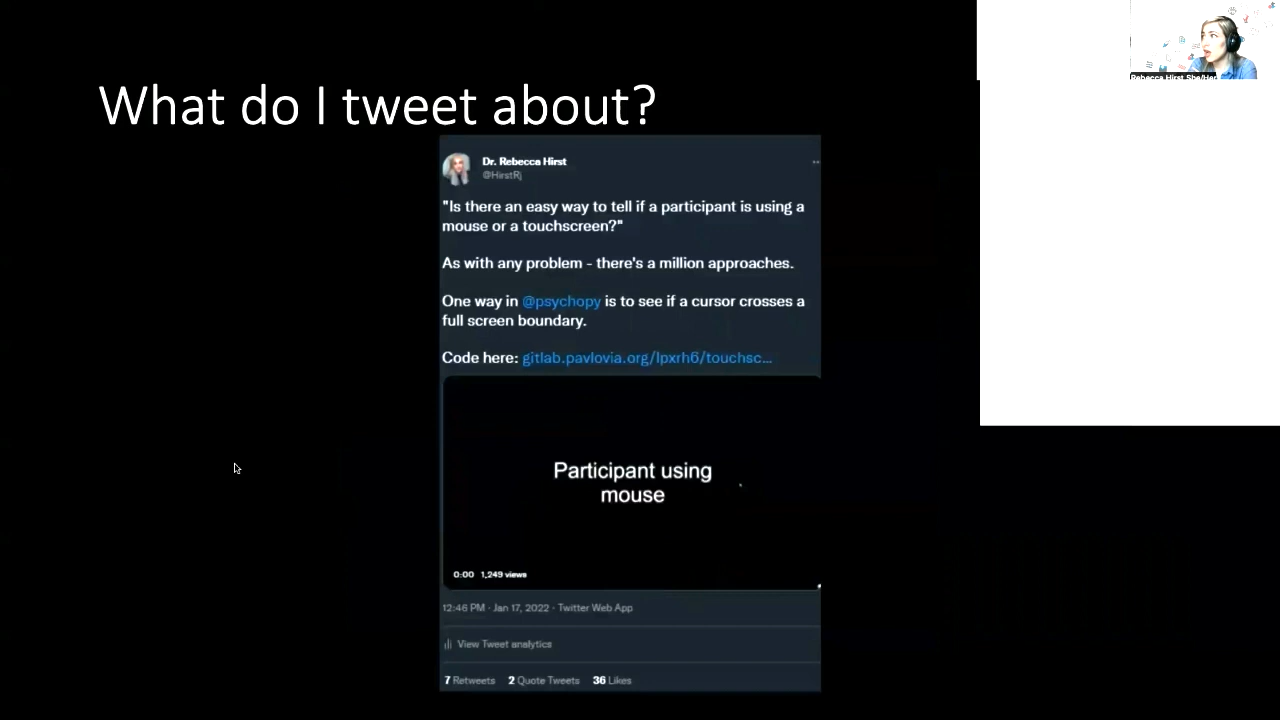 What do I tweet about?
Rebecca Hirst She/Her
Dr. Rebecca Hirst
@HirstRj
"Is there an easy way to tell if a participant is using a
mouse or a touchscreen?"
As with any problem - there's a million approaches.
One way in @psychopy is to see if a cursor crosses a
full screen boundary.
Code here: gitlab.pavlovia.org/lpxrh6/touchsc...
Participant using
mouse
0:00 1,249 views
12:46 PM · Jan 17, 2022 · Twitter Web App
View Tweet analytics
7 Retweets 2 Quote Tweets 36 Likes